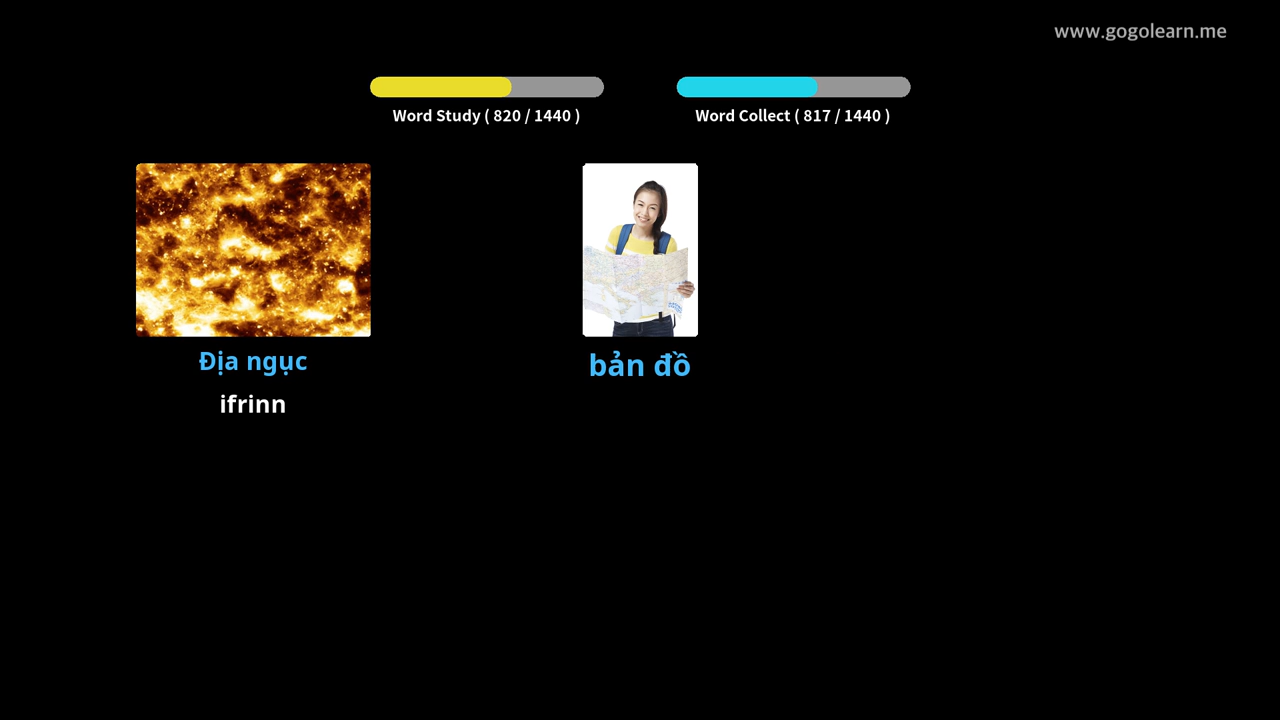 www.gogolearn.me
Word Study ( 820 / 1440 )
Word Collect ( 817 / 1440 )
Địa ngục
ifrinn
bản đồ